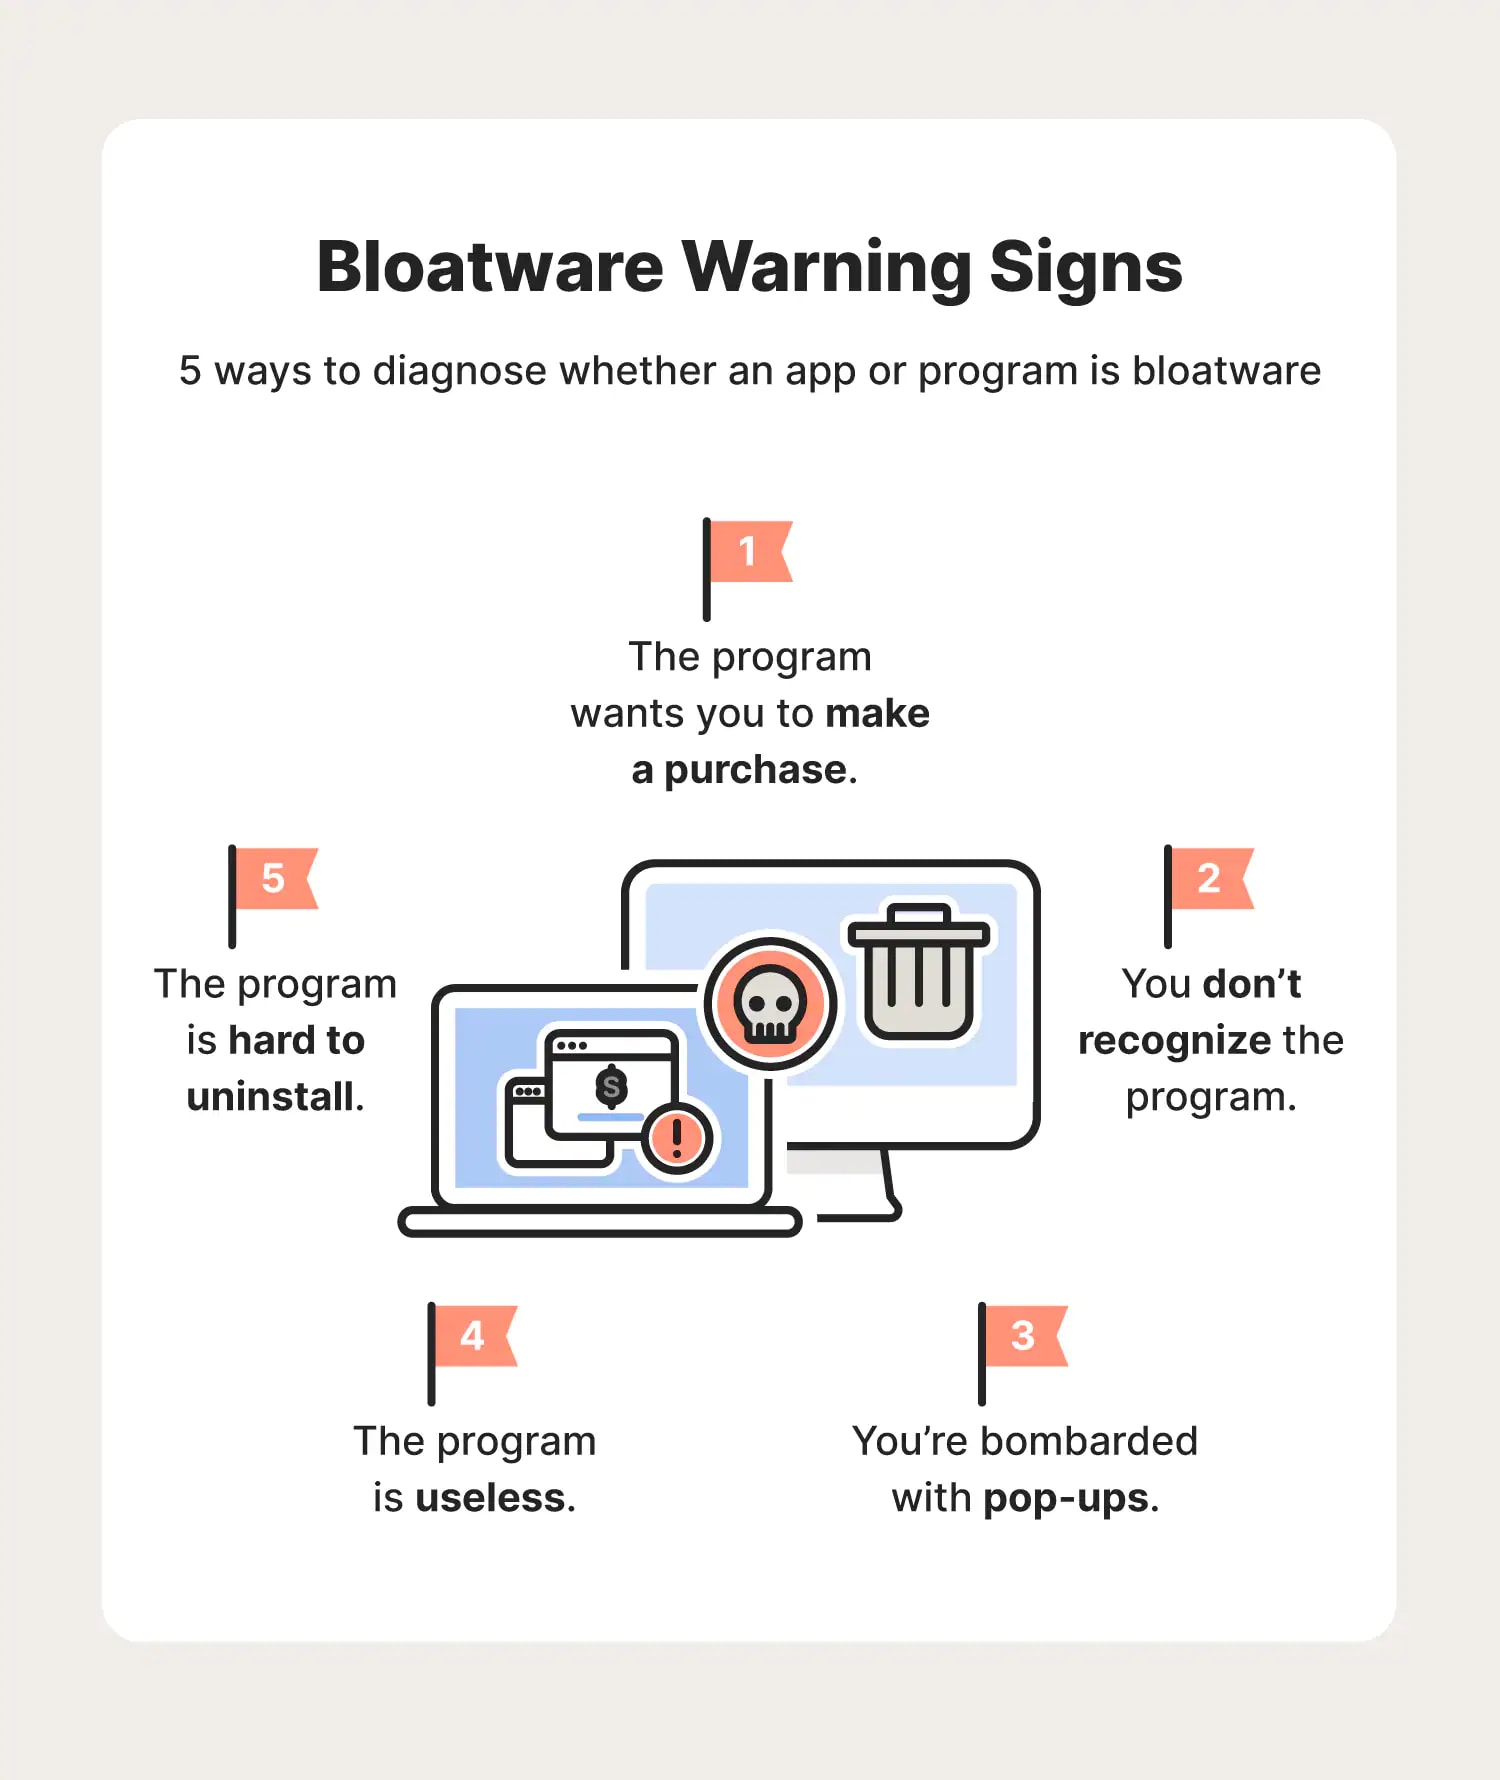 Bloatware Warning Signs
5 ways to diagnose whether an app or program is bloatware
1
The program
wants you to make
a purchase.
2
You don’t
recognize the
program.
3
You’re bombarded
with pop-ups.
4
The program
is useless.
5
The program
is hard to
uninstall.
$
!